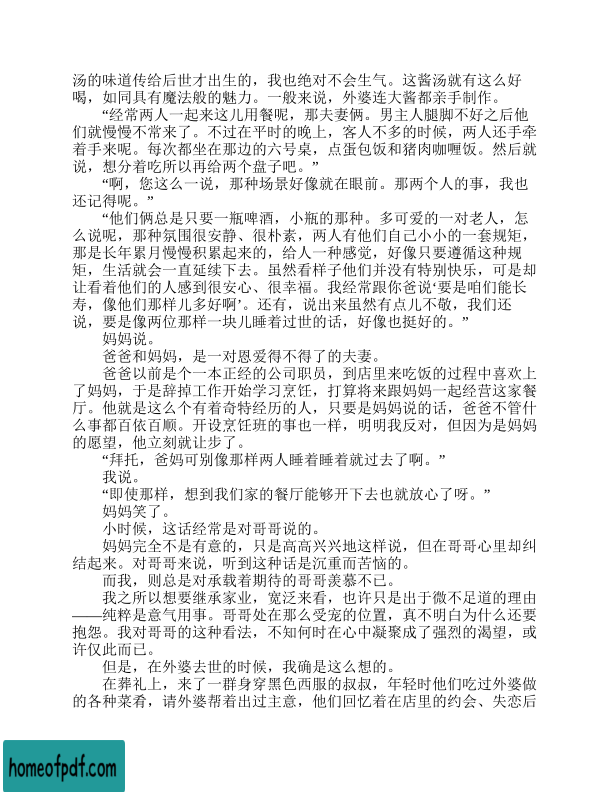 汤的味道传给后世才出生的，我也绝对不会生气。这酱汤就有这么好
喝，如同具有魔法般的魅力。一般来说，外婆连大酱都亲手制作。
“经常两人一起来这儿用餐呢，那夫妻俩。男主人腿脚不好之后他
们就慢慢不常来了。不过在平时的晚上，客人不多的时候，两人还手牵
着手来呢。每次都坐在那边的六号桌，点蛋包饭和猪肉咖喱饭。然后就
说，想分着吃所以再给两个盘子吧。”
“啊，您这么一说，那种场景好像就在眼前。那两个人的事，我也
还记得呢。”
“他们俩总是只要一瓶啤酒，小瓶的那种。多可爱的一对老人，怎
么说呢，那种氛围很安静、很朴素，两人有他们自己小小的一套规矩，
那是长年累月慢慢积累起来的，给人一种感觉，好像只要遵循这种规
矩，生活就会一直延续下去。虽然看样子他们并没有特别快乐，可是却
让看着他们的人感到很安心、很幸福。我经常跟你爸说‘要是咱们能长
寿，像他们那样儿多好啊’。还有，说出来虽然有点儿不敬，我们还
说，要是像两位那样一块儿睡着过世的话，好像也挺好的。”
妈妈说。
爸爸和妈妈，是一对恩爱得不得了的夫妻。
爸爸以前是个一本正经的公司职员，到店里来吃饭的过程中喜欢上
了妈妈，于是辞掉工作开始学习烹饪，打算将来跟妈妈一起经营这家餐
厅。他就是这么个有着奇特经历的人，只要是妈妈说的话，爸爸不管什
么事都百依百顺。开设烹饪班的事也一样，明明我反对，但因为是妈妈
的愿望，他立刻就让步了。
“拜托，爸妈可别像那样两人睡着睡着就过去了啊。”
我说。
“即使那样，想到我们家的餐厅能够开下去也就放心了呀。”
妈妈笑了。
小时候，这话经常是对哥哥说的。
妈妈完全不是有意的，只是高高兴兴地这样说，但在哥哥心里却纠
结起来。对哥哥来说，听到这种话是沉重而苦恼的。
而我，则总是对承载着期待的哥哥羡慕不已。
我之所以想要继承家业，宽泛来看，也许只是出于微不足道的理由
——纯粹是意气用事。哥哥处在那么受宠的位置，真不明白为什么还要
抱怨。我对哥哥的这种看法，不知何时在心中凝聚成了强烈的渴望，或
许仅此而已。
但是，在外婆去世的时候，我确是这么想的。
在葬礼上，来了一群身穿黑色西服的叔叔，年轻时他们吃过外婆做
的各种菜肴，请外婆帮着出过主意，他们回忆着在店里的约会、失恋后
homeofpdf.com